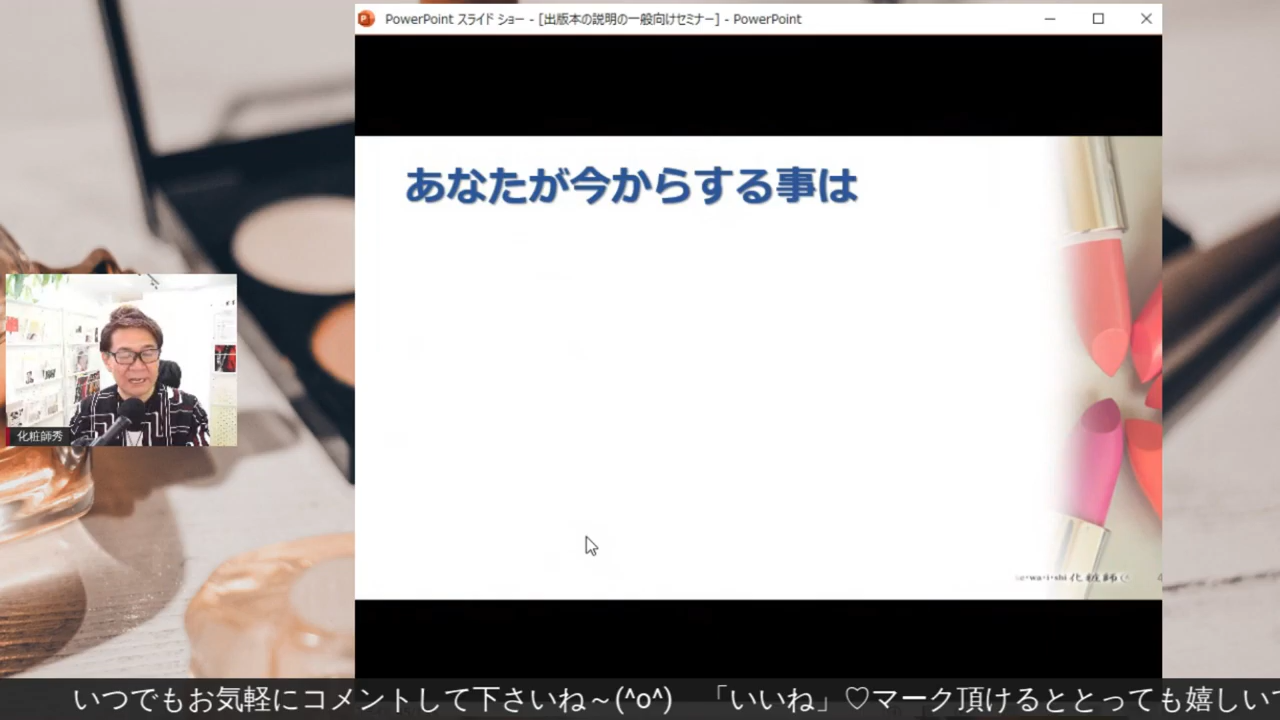 PowerPoint スライド ショー - [出版本の説明の一般向けセミナー] - PowerPoint
あなたが今からする事は
化粧師秀
いつでもお気軽にコメントして下さいね～(^o^) 「いいね」♡マーク頂けるととっても嬉しいで